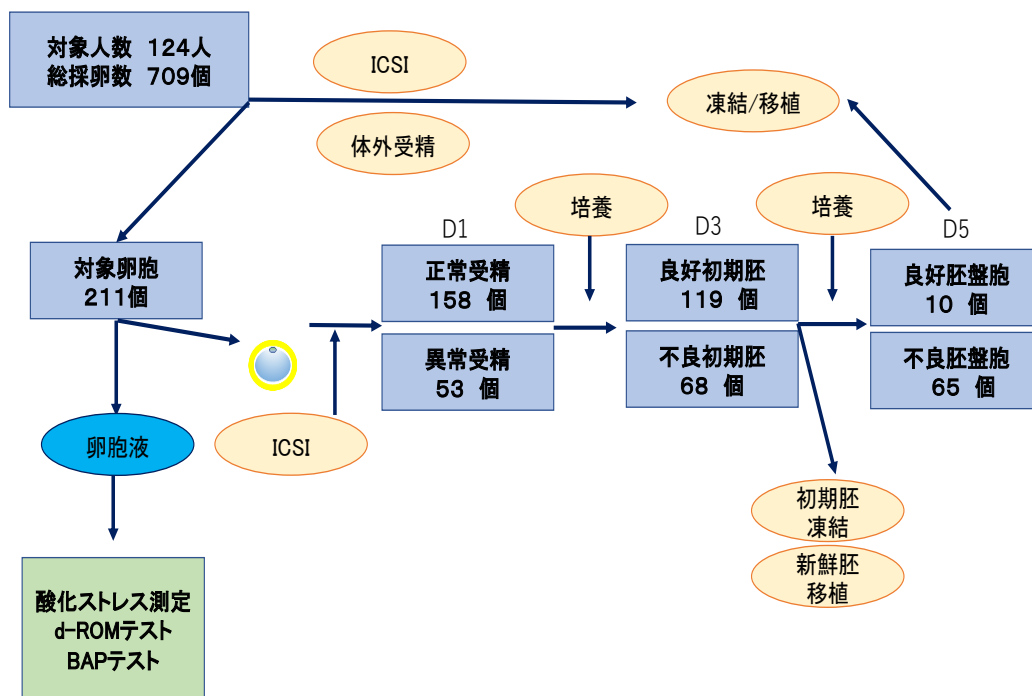 対象人数 124人
総採卵数 709個
ICSI
体外受精
凍結/移植
対象卵胞
211個
卵胞液
酸化ストレス測定
d-ROMテスト
BAPテスト
ICSI
D1
正常受精
158 個
異常受精
53 個
培養
D3
良好初期胚
119 個
不良初期胚
68 個
培養
D5
良好胚盤胞
10 個
不良胚盤胞
65 個
初期胚
凍結
新鮮胚
移植